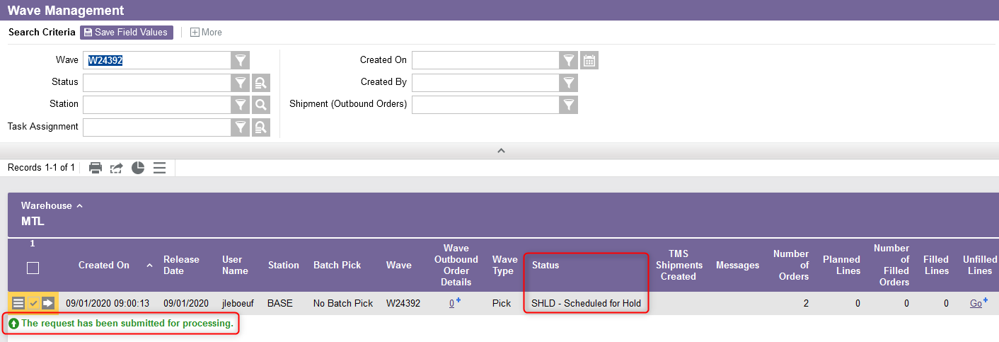 Wave Management
Search Criteria Save Field Values More
Wave W24392 Created On
Status Created By
Station Shipment (Outbound Orders)
Task Assignment
Records 1-1 of 1
Warehouse
MTL
1
Created On
Release
Date
User
Name
Station
Batch Pick
Wave
Wave
Outbound
Order
Details
Wave
Type
Status
TMS
Shipments
Created
Messages
Number
of
Orders
Planned
Lines
Number
of
Filled
Orders
Filled
Lines
Unfilled
Lines
09/01/2020 09:00:13 09/01/2020 jleboeuf BASE No Batch Pick W24392 0+ Pick SHLD - Scheduled for Hold 2 0 0 0 Go+
The request has been submitted for processing.